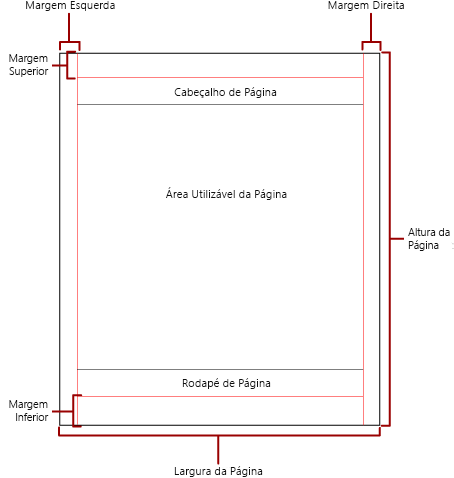 Margem Esquerda
Margem Direita
Margem
Superior
Cabeçalho de Página
Área Utilizável da Página
Altura da
Página
Rodapé de Página
Margem
Inferior
Largura da Página